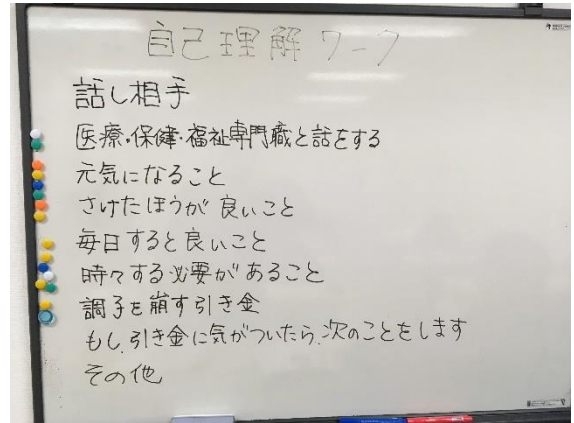 自己理解ワーク
話し相手
医療・保健・福祉専門職と話をする
元気になること
さけたほうが良いこと
毎日すると良いこと
時々する必要があること
調子を崩す引き金
もし、引き金に気がついたら、次のことをします
その他